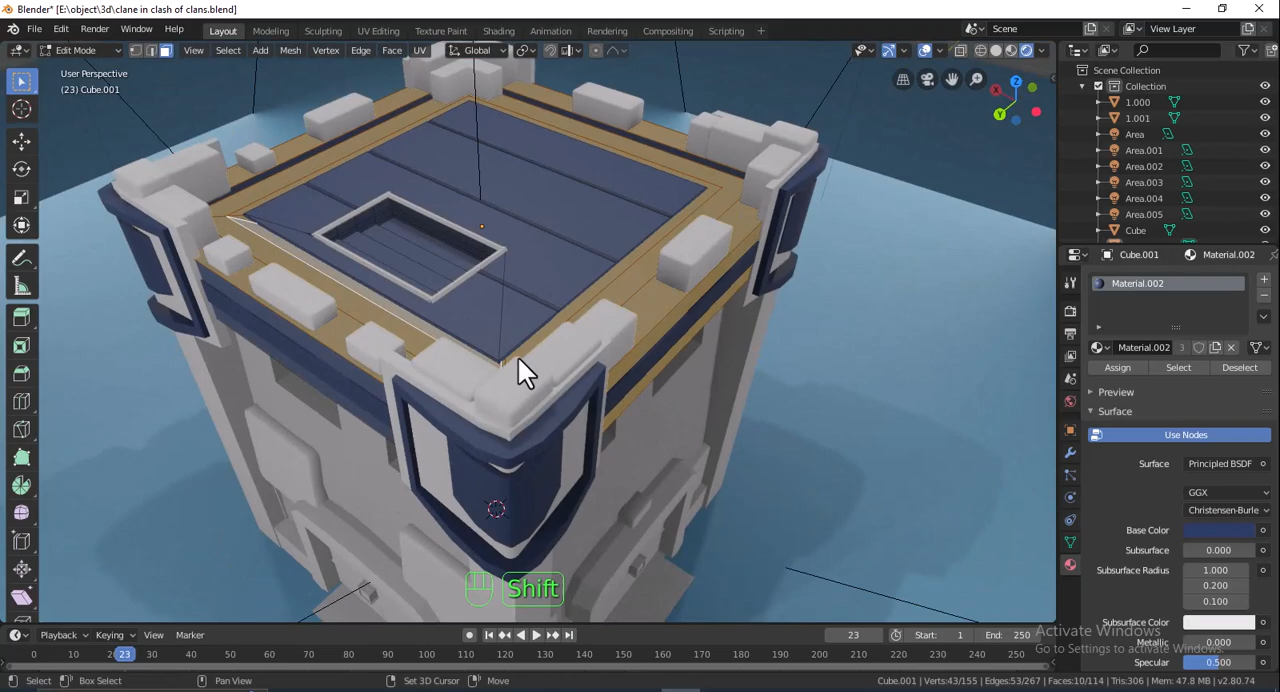 Blender* [E:\object\3d\clane in clash of clans.blend]
File Edit Render Window Help Layout Modeling Sculpting UV Editing Texture Paint Shading Animation Rendering Compositing Scripting + Scene View Layer
Edit Mode View Select Add Mesh Vertex Edge Face UV Global
User Perspective
(23) Cube.001
X
Y
Z
Scene Collection
Collection
1.000
1.001
Area
Area.001
Area.002
Area.003
Area.004
Area.005
Cube
Cube.001 Material.002
Material.002
Material.002 3
Assign Select Deselect
Preview
Surface
Use Nodes
Surface Principled BSDF
GGX
Christensen-Burle
Base Color
Subsurface 0.000
Subsurface Radius 1.000
0.200
0.100
Subsurface Color
Metallic 0.000
Specular 0.500
Shift
Activate Windows
Go to Settings to activate Windows.
Playback Keying View Marker 23 Start: 1 End: 250
0 10 23 30 40 50 60 70 80 90 100 110 120 130 140 150 160 170 180 190 200 210 220 230 240 250
Select Box Select Pan View Set 3D Cursor Move Cube.001 | Verts:43/155 | Edges:53/267 | Faces:10/114 | Tris:306 | Mem: 47.8 MB | v2.80.74